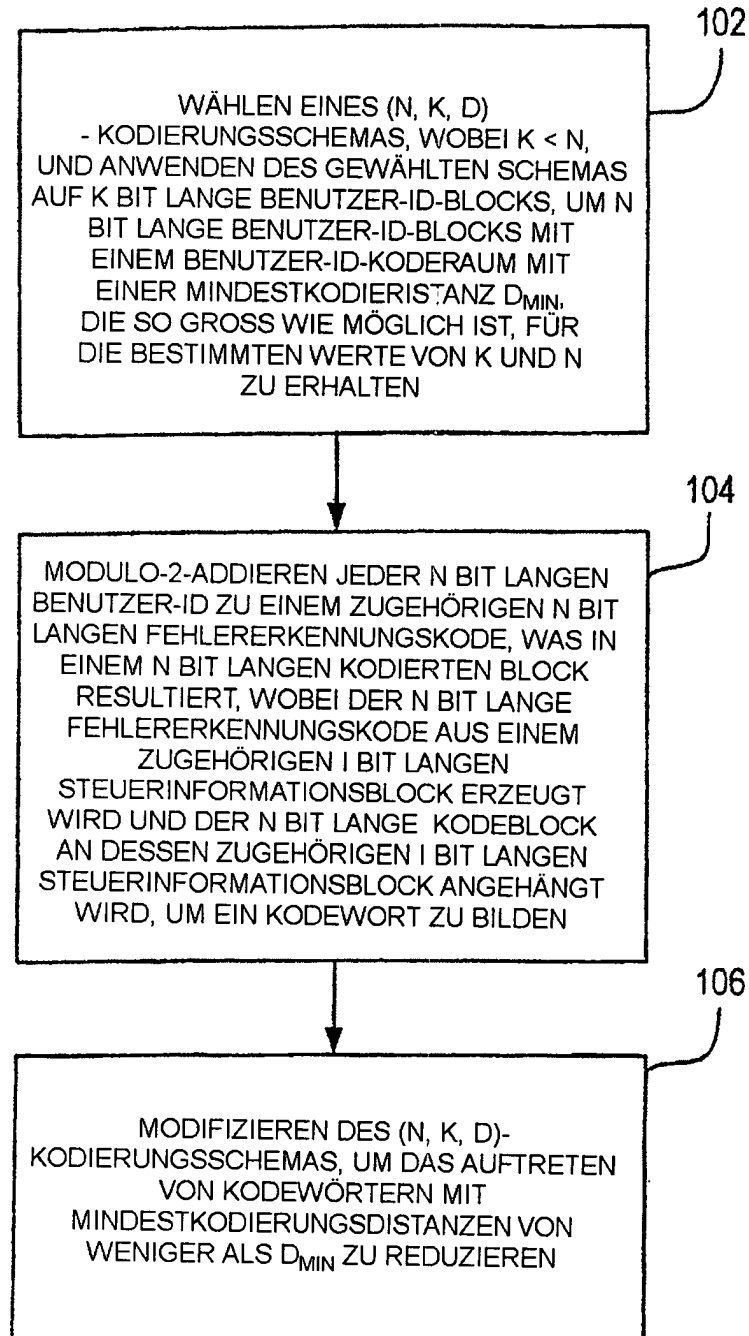 102
WÄHLEN EINES (N, K, D)
- KODIERUNGSSCHEMAS, WOBEI K < N,
UND ANWENDEN DES GEWÄHLTEN SCHEMAS
AUF K BIT LANGE BENUTZER-ID-BLOCKS, UM N
BIT LANGE BENUTZER-ID-BLOCKS MIT
EINEM BENUTZER-ID-KODERAUM MIT
EINER MINDESTKODIERISTANZ DMIN,
DIE SO GROSS WIE MÖGLICH IST, FÜR
DIE BESTIMMTEN WERTE VON K UND N
ZU ERHALTEN
104
MODULO-2-ADDIEREN JEDER N BIT LANGEN
BENUTZER-ID ZU EINEM ZUGEHÖRIGEN N BIT
LANGEN FEHLERERKENNUNGSKODE, WAS IN
EINEM N BIT LANGEN KODIERTEN BLOCK
RESULTIERT, WOBEI DER N BIT LANGE
FEHLERERKENNUNGSKODE AUS EINEM
ZUGEHÖRIGEN I BIT LANGEN
STEUERINFORMATIONSBLOCK ERZEUGT
WIRD UND DER N BIT LANGE KODEBLOCK
AN DESSEN ZUGEHÖRIGEN I BIT LANGEN
STEUERINFORMATIONSBLOCK ANGEHÄNGT
WIRD, UM EIN KODEWORT ZU BILDEN
106
MODIFIZIEREN DES (N, K, D)-
KODIERUNGSSCHEMAS, UM DAS AUFTRETEN
VON KODEWÖRTERN MIT
MINDESTKODIERUNGSDISTANZEN VON
WENIGER ALS DMIN ZU REDUZIEREN